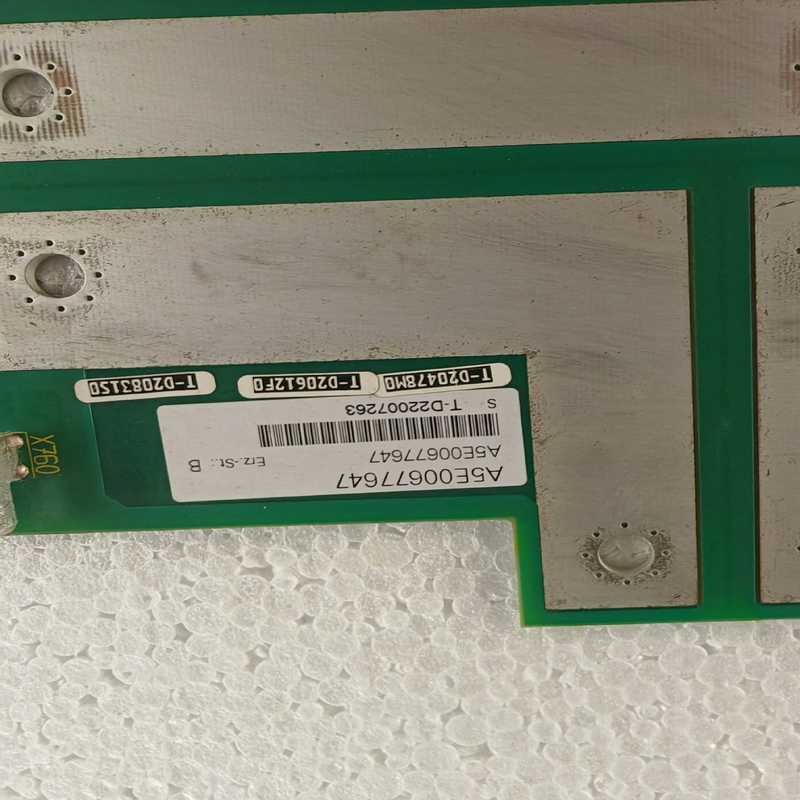 A5E00677647
A5E00677647 Erz.-St.: B
S T-D22007263
T-D20478M0
T-D20612F0
T-D20831S0
X760